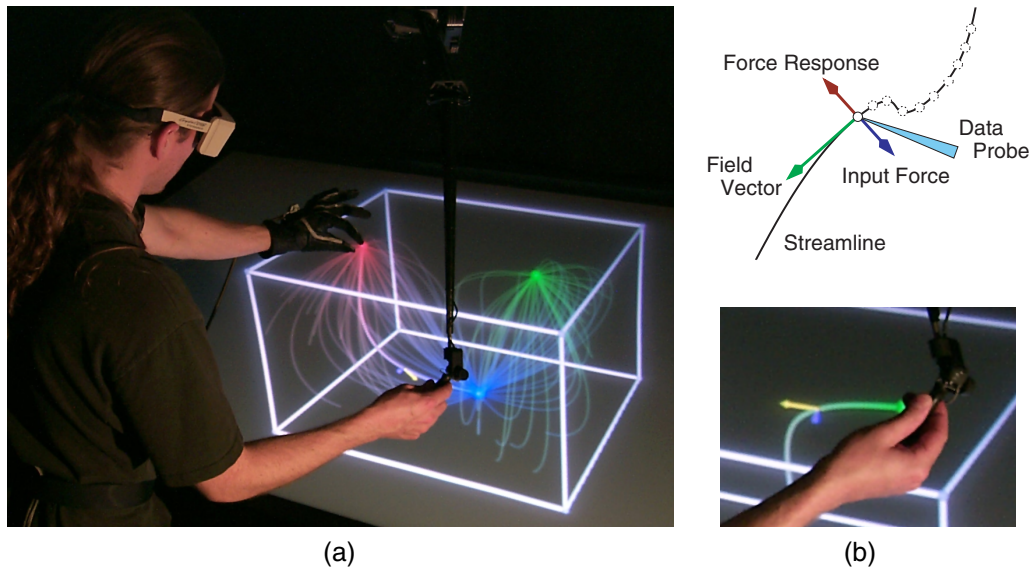 Force Response
Data
Probe
Field
Vector
Input Force
Streamline
(a)
(b)